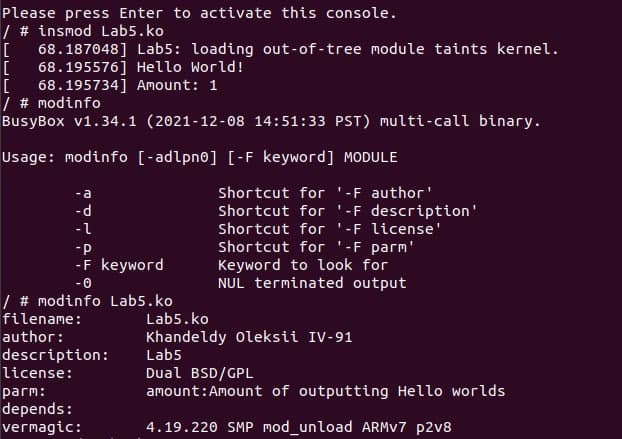 Please press Enter to activate this console.
/ # insmod Lab5.ko
[   68.187048] Lab5: loading out-of-tree module taints kernel.
[   68.195576] Hello World!
[   68.195734] Amount: 1
/ # modinfo
BusyBox v1.34.1 (2021-12-08 14:51:33 PST) multi-call binary.
Usage: modinfo [-adlpn0] [-F keyword] MODULE
-a              Shortcut for '-F author'
-d              Shortcut for '-F description'
-l              Shortcut for '-F license'
-p              Shortcut for '-F parm'
-F keyword      Keyword to look for
-0              NUL terminated output
/ # modinfo Lab5.ko
filename:       Lab5.ko
author:         Khandeldy Oleksii IV-91
description:    Lab5
license:        Dual BSD/GPL
parm:           amount:Amount of outputting Hello worlds
depends:
vermagic:       4.19.220 SMP mod_unload ARMv7 p2v8